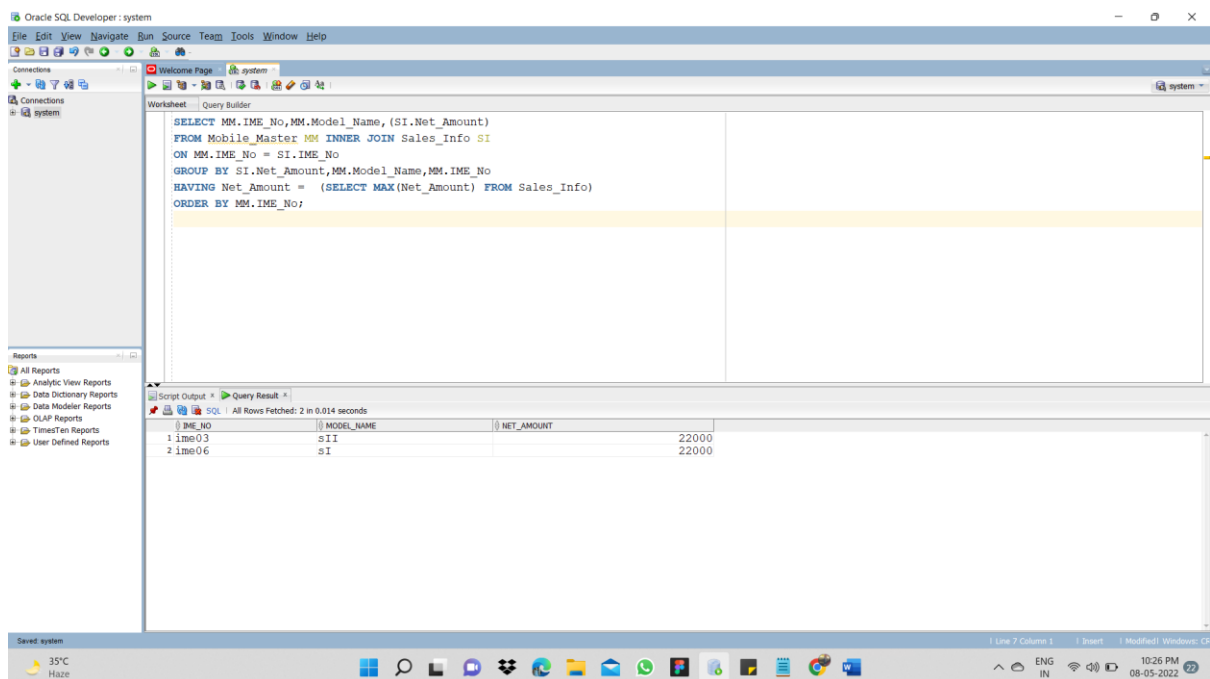 Oracle SQL Developer : system
File Edit View Navigate Run Source Team Tools Window Help
Connections
Welcome Page
system
system
Connections
system
Worksheet Query Builder
SELECT MM.IME_No,MM.Model_Name,(SI.Net_Amount)
FROM Mobile_Master MM INNER JOIN Sales_Info SI
ON MM.IME_No = SI.IME_No
GROUP BY SI.Net_Amount,MM.Model_Name,MM.IME_No
HAVING Net_Amount = (SELECT MAX(Net_Amount) FROM Sales_Info)
ORDER BY MM.IME_No;
Reports
All Reports
Analytic View Reports
Data Dictionary Reports
Data Modeler Reports
OLAP Reports
TimesTen Reports
User Defined Reports
Script Output Query Result
SQL | All Rows Fetched: 2 in 0.014 seconds
IME_NO MODEL_NAME NET_AMOUNT
1 ime03 sII 22000
2 ime06 sI 22000
Saved: system
Line 7 Column 1 | Insert | Modified| Windows: CF
35°C
Haze
ENG
IN
10:26 PM
08-05-2022
22